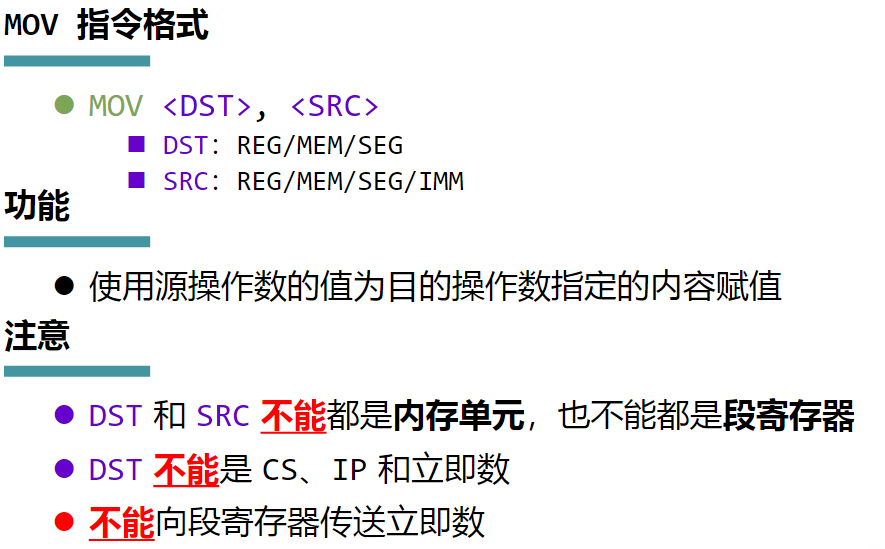 MOV 指令格式
MOV <DST>, <SRC>
DST: REG/MEM/SEG
SRC: REG/MEM/SEG/IMM
功能
使用源操作数的值为目的操作数指定的内容赋值
注意
DST 和 SRC 不能都是内存单元，也不能都是段寄存器
DST 不能是 CS、IP 和立即数
不能向段寄存器传送立即数